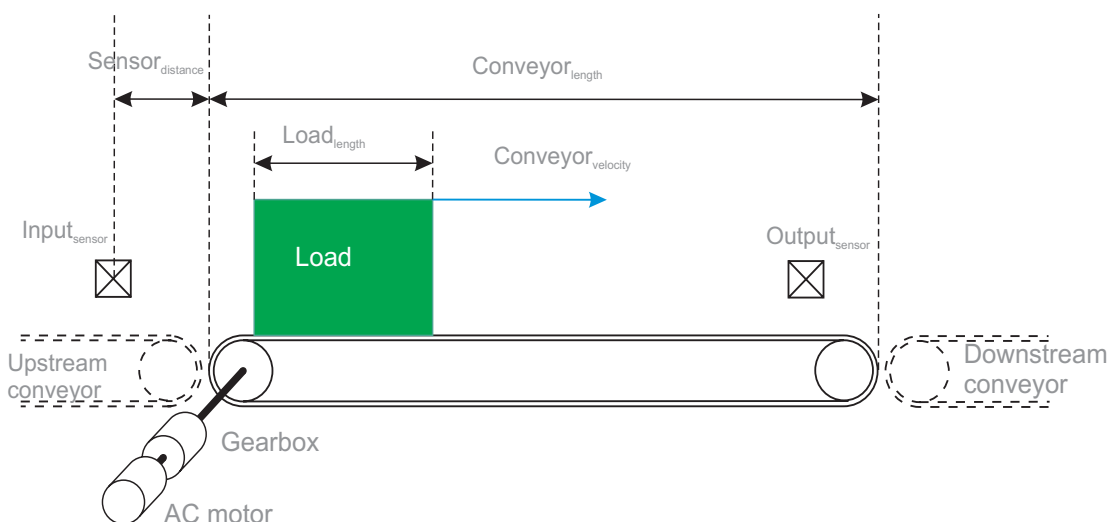 Sensor distance
Conveyor length
Load length
Conveyor velocity
Input sensor
Output sensor
Load
Upstream
conveyor
Downstream
conveyor
Gearbox
AC motor